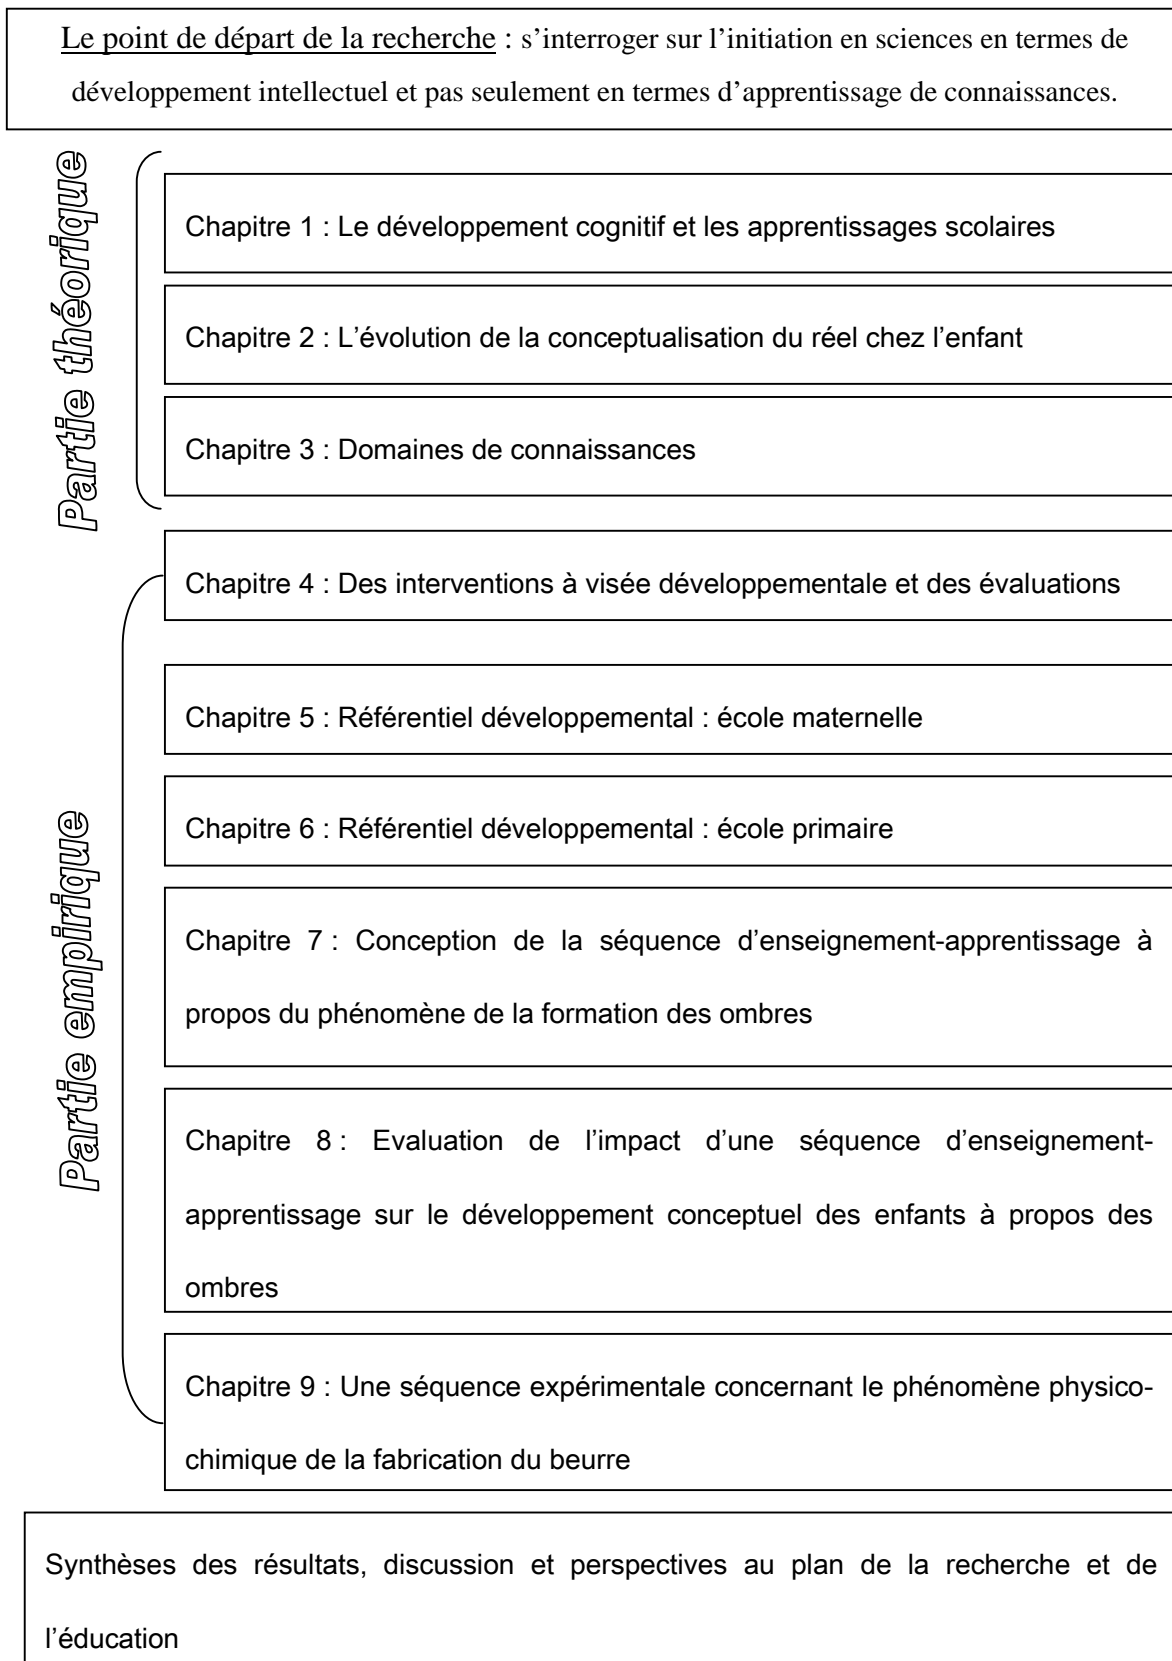 Le point de départ de la recherche : s’interroger sur l’initiation en sciences en termes de
développement intellectuel et pas seulement en termes d’apprentissage de connaissances.
Partie théorique
Chapitre 1 : Le développement cognitif et les apprentissages scolaires
Chapitre 2 : L’évolution de la conceptualisation du réel chez l’enfant
Chapitre 3 : Domaines de connaissances
Partie empirique
Chapitre 4 : Des interventions à visée développementale et des évaluations
Chapitre 5 : Référentiel développemental : école maternelle
Chapitre 6 : Référentiel développemental : école primaire
Chapitre 7 : Conception de la séquence d’enseignement-apprentissage à
propos du phénomène de la formation des ombres
Chapitre 8 : Evaluation de l’impact d’une séquence d’enseignement-
apprentissage sur le développement conceptuel des enfants à propos des
ombres
Chapitre 9 : Une séquence expérimentale concernant le phénomène physico-
chimique de la fabrication du beurre
Synthèses des résultats, discussion et perspectives au plan de la recherche et de
l’éducation